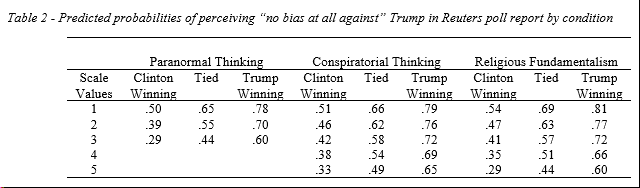 Table 2 - Predicted probabilities of perceiving “no bias at all against” Trump in Reuters poll report by condition
Paranormal Thinking Conspiratorial Thinking Religious Fundamentalism
Scale Clinton Tied Trump Clinton Tied Trump Clinton Tied Trump
Values Winning Winning Winning Winning Winning Winning
1 .50 .65 .78 .51 .66 .79 .54 .69 .81
2 .39 .55 .70 .46 .62 .76 .47 .63 .77
3 .29 .44 .60 .42 .58 .72 .41 .57 .72
4 .38 .54 .69 .35 .51 .66
5 .33 .49 .65 .29 .44 .60